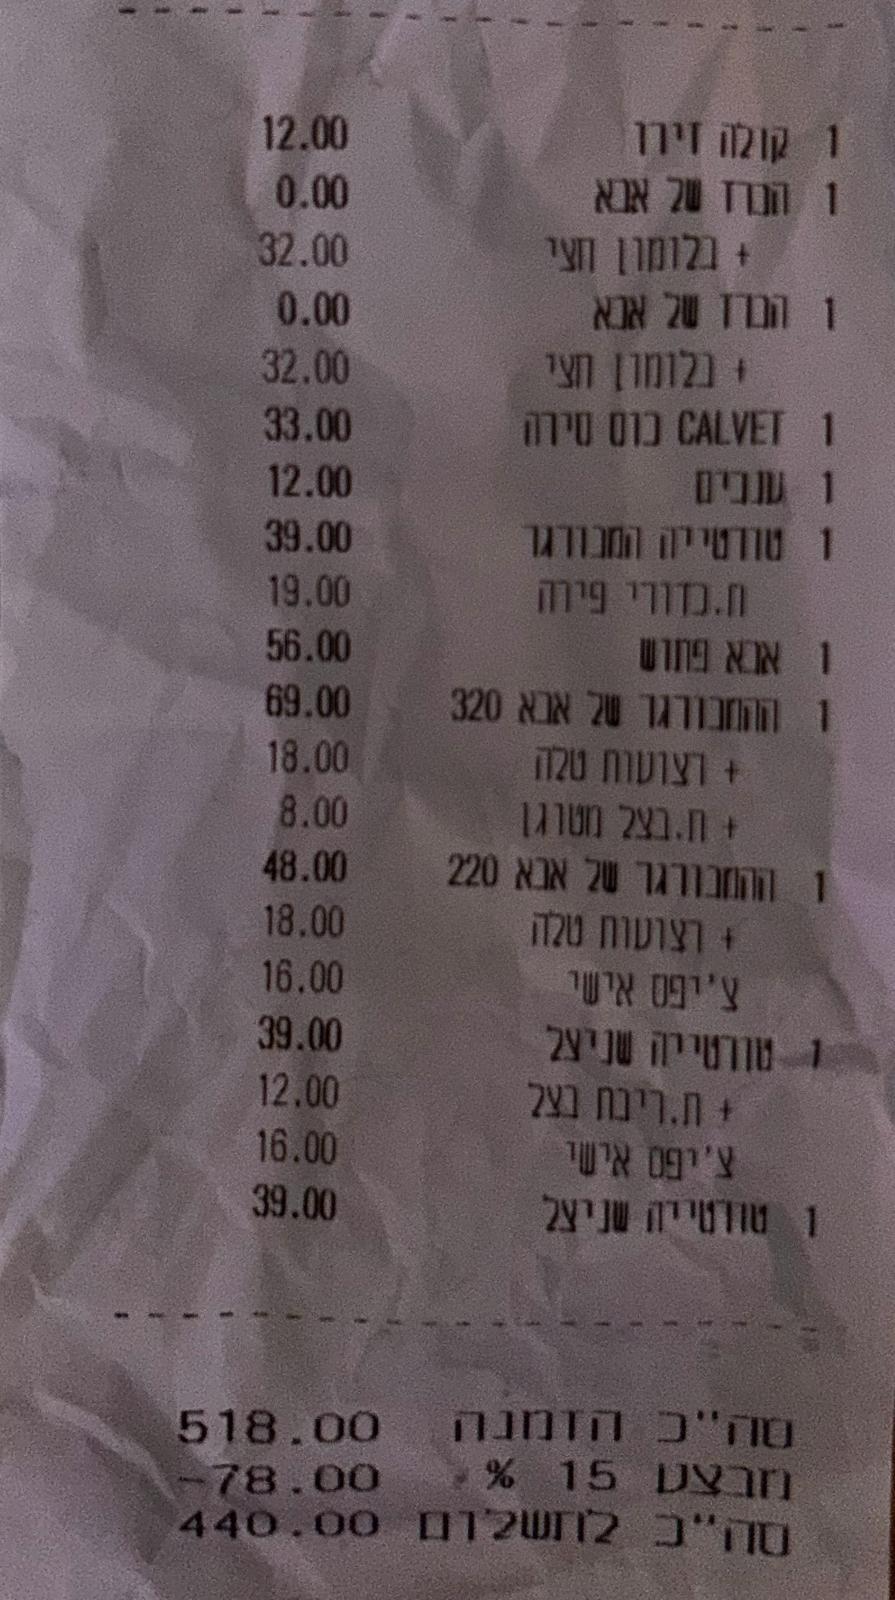 1 קולה זירו 12.00
1 הברז של אבא 0.00
+ גולדמון חצי 32.00
1 הברז של אבא 0.00
+ גולדמון חצי 32.00
1 CALVET כוס סירה 33.00
1 ענבים 12.00
1 טורטייה המבורגר 39.00
ת.כדורי פירה 19.00
1 אבא פתוש 56.00
1 ההמבורגר של אבא 320 69.00
+ רצועות טלה 18.00
+ ת.בצל מטוגן 8.00
1 ההמבורגר של אבא 220 48.00
+ רצועות טלה 18.00
צ'יפס אישי 16.00
1 טורטייה שניצל 39.00
+ ת.ריבת בצל 12.00
צ'יפס אישי 16.00
1 טורטייה שניצל 39.00
סה"כ הזמנה 518.00
מבצע 15 % -78.00
סה"כ לתשלום 440.00